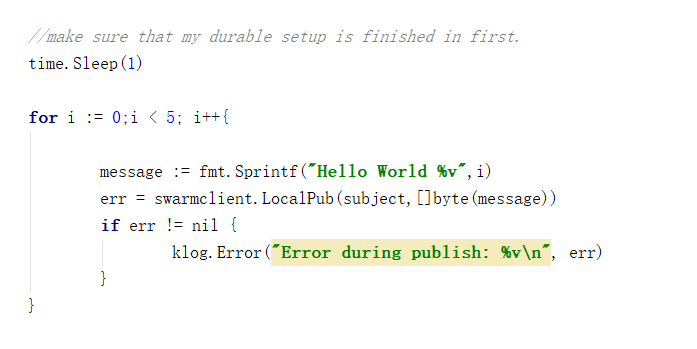 //make sure that my durable setup is finished in first.
time.Sleep(1)
for i := 0;i < 5; i++{
message := fmt.Sprintf("Hello World %v",i)
err = swarmclient.LocalPub(subject,[]byte(message))
if err != nil {
klog.Error("Error during publish: %v\n", err)
}
}